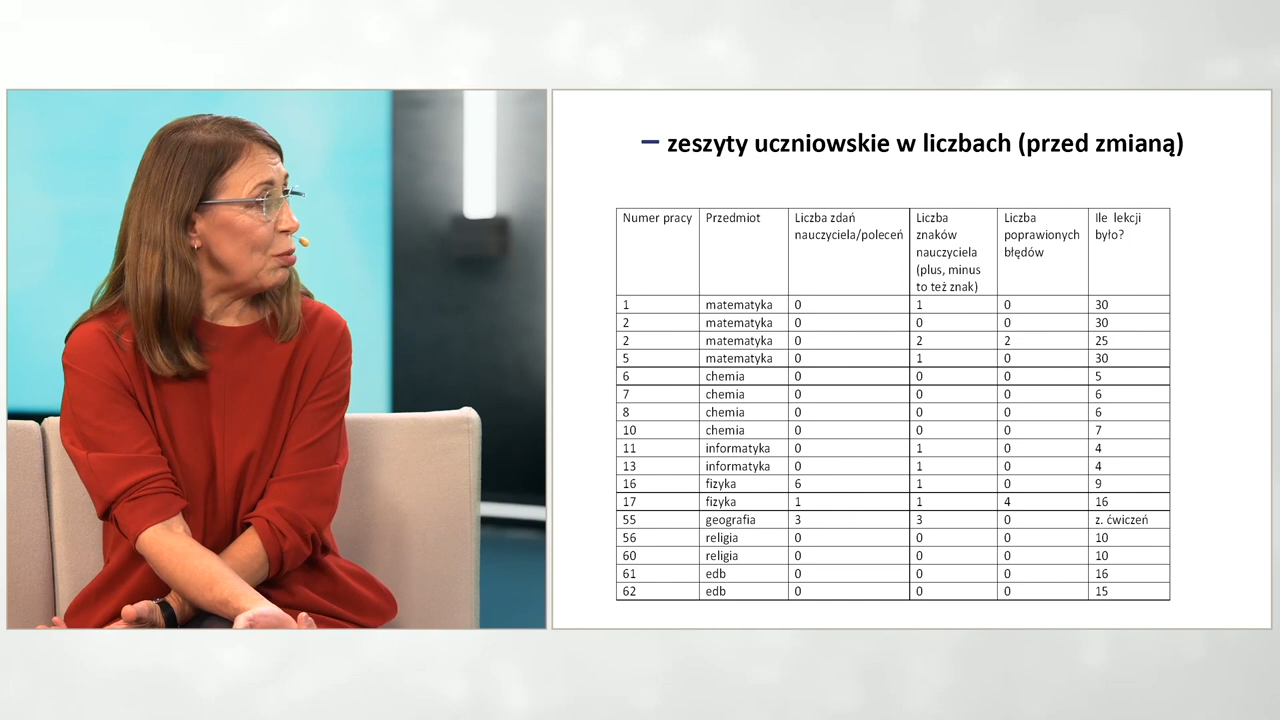 – zeszyty uczniowskie w liczbach (przed zmianą)
Numer pracy Przedmiot Liczba zdań nauczyciela/poleceń Liczba znaków nauczyciela (plus, minus to też znak) Liczba poprawionych błędów Ile lekcji było?
1 matematyka 0 1 0 30
2 matematyka 0 0 0 30
2 matematyka 0 2 2 25
5 matematyka 0 1 0 30
6 chemia 0 0 0 5
7 chemia 0 0 0 6
8 chemia 0 0 0 6
10 chemia 0 0 0 7
11 informatyka 0 1 0 4
13 informatyka 0 1 0 4
16 fizyka 6 1 0 9
17 fizyka 1 1 4 16
55 geografia 3 3 0 z. ćwiczeń
56 religia 0 0 0 10
60 religia 0 0 0 10
61 edb 0 0 0 16
62 edb 0 0 0 15